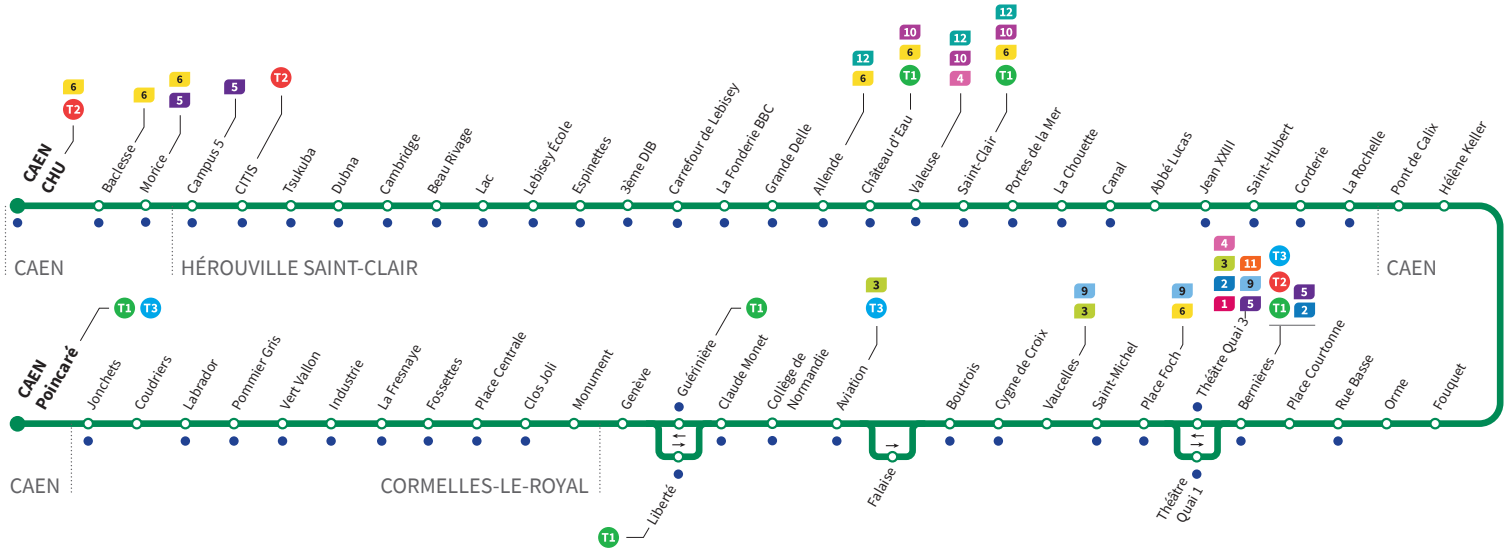 12
10
6
T1
12
10
4
10
6
T1
12
6
T2
5
6
5
6
6
T2
CAEN
CHU
Baclesse
Morice
Campus 5
CITIS
Tsukuba
Dubna
Cambridge
Beau Rivage
Lac
Lebisey École
Espinettes
3ème DIB
Carrefour de Lebisey
La Fonderie BBC
Grande Delle
Allende
Château d'Eau
Valeuse
Saint-Clair
Portes de la Mer
La Chouette
Canal
Abbé Lucas
Jean XXIII
Saint-Hubert
Corderie
La Rochelle
Pont de Calix
Hélène Keller
CAEN
HÉROUVILLE SAINT-CLAIR
CAEN
T1 T3
T1
3
T3
9
3
9
6
4
3 11
2 9
1 5
T3
T2
T1
5
2
CAEN
Poincaré
Jonchets
Coudriers
Labrador
Pommier Gris
Vert Vallon
Industrie
La Fresnaye
Fossettes
Place Centrale
Clos Joli
Monument
Genève
Guérinière
Claude Monet
Collège de
Normandie
Aviation
Boutrois
Cygne de Croix
Vaucelles
Saint-Michel
Place Foch
Théâtre Quai 3
Bernières
Place Courtonne
Rue Basse
Orme
Fouquet
CAEN
CORMELLES-LE-ROYAL
Liberté
T1
Falaise
Théâtre
Quai 1